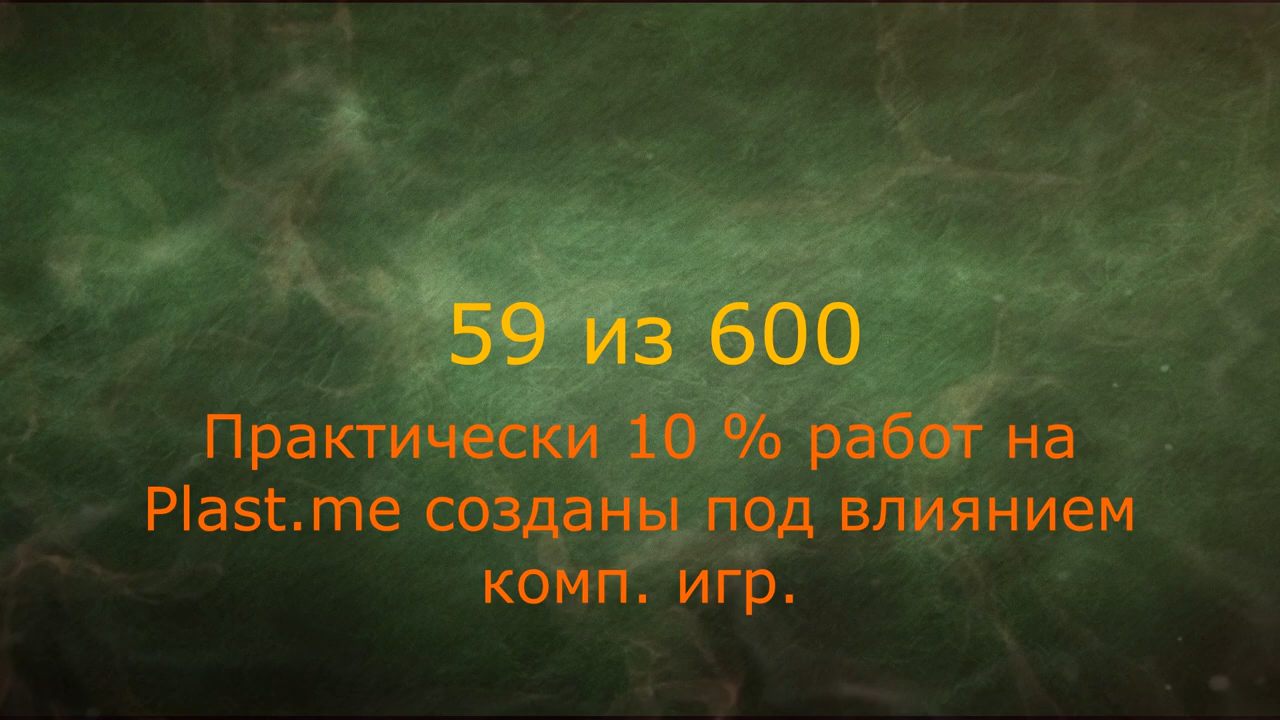 59 из 600
Практически 10 % работ на
Plast.me созданы под влиянием
комп. игр.